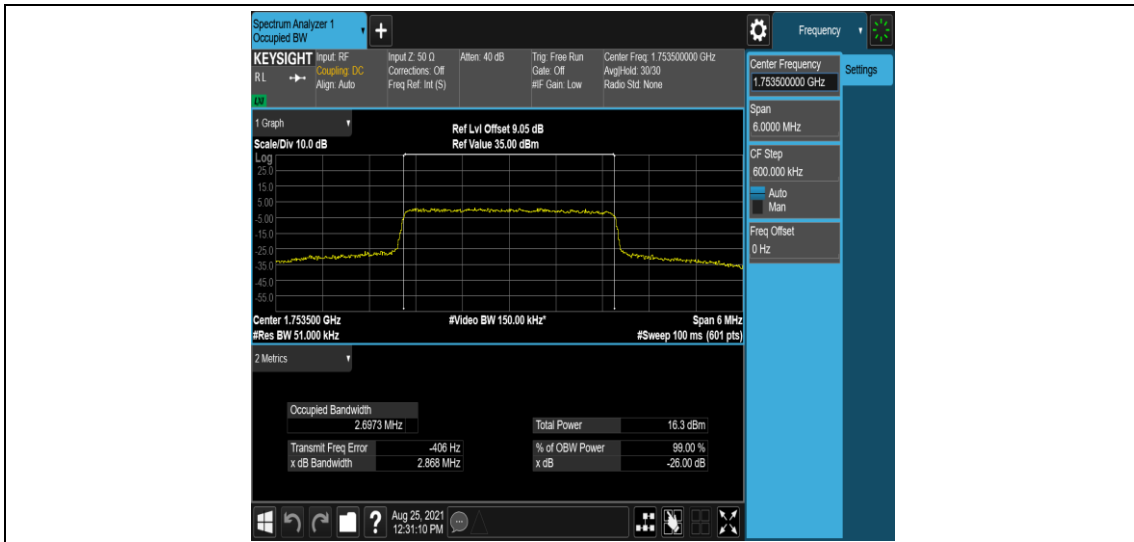 Spectrum Analyzer 1
Occupied BW
Frequency
KEYSIGHT
RL
Input: RF
Coupling: DC
Align: Auto
Input Z: 50 Ω
Corrections: Off
Freq Ref: Int (S)
Atten: 40 dB
Trig: Free Run
Gate: Off
#IF Gain: Low
Center Freq: 1.753500000 GHz
Avg|Hold: 30/30
Radio Std: None
1 Graph
Ref Lvl Offset 9.05 dB
Scale/Div 10.0 dB
Ref Value 35.00 dBm
Log
25.0
15.0
5.00
-5.00
-15.0
-25.0
-35.0
-45.0
-55.0
Center 1.753500 GHz
#Video BW 150.00 kHz*
Span 6 MHz
#Res BW 51.000 kHz
#Sweep 100 ms (601 pts)
2 Metrics
Occupied Bandwidth
2.6973 MHz
Total Power
16.3 dBm
Transmit Freq Error
-406 Hz
% of OBW Power
99.00 %
x dB Bandwidth
2.868 MHz
x dB
-26.00 dB
Aug 25, 2021
12:31:10 PM
Center Frequency
1.753500000 GHz
Settings
Span
6.0000 MHz
CF Step
600.000 kHz
Auto
Man
Freq Offset
0 Hz